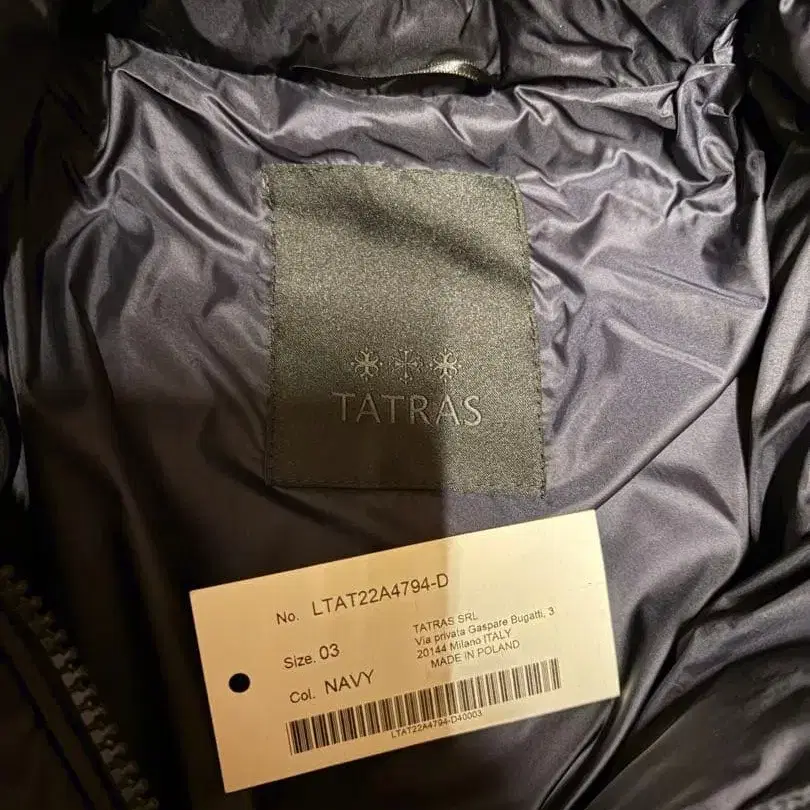 TATRAS
No. LTAT22A4794-D
Size. 03
Col. NAVY
TATRAS SRL
Via privata Gaspare Bugatti, 3
20144 Milano ITALY
MADE IN POLAND
LTAT22A4794-D40003